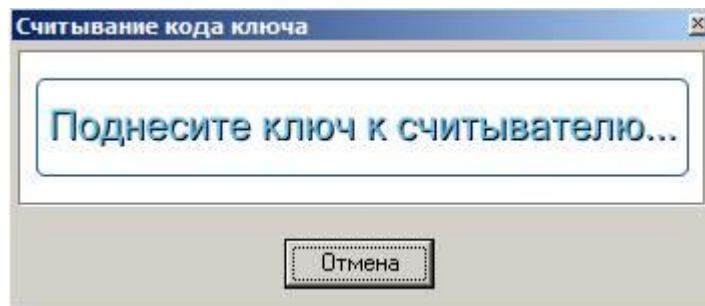 Считывание кода ключа
Поднесите ключ к считывателю...
Отмена